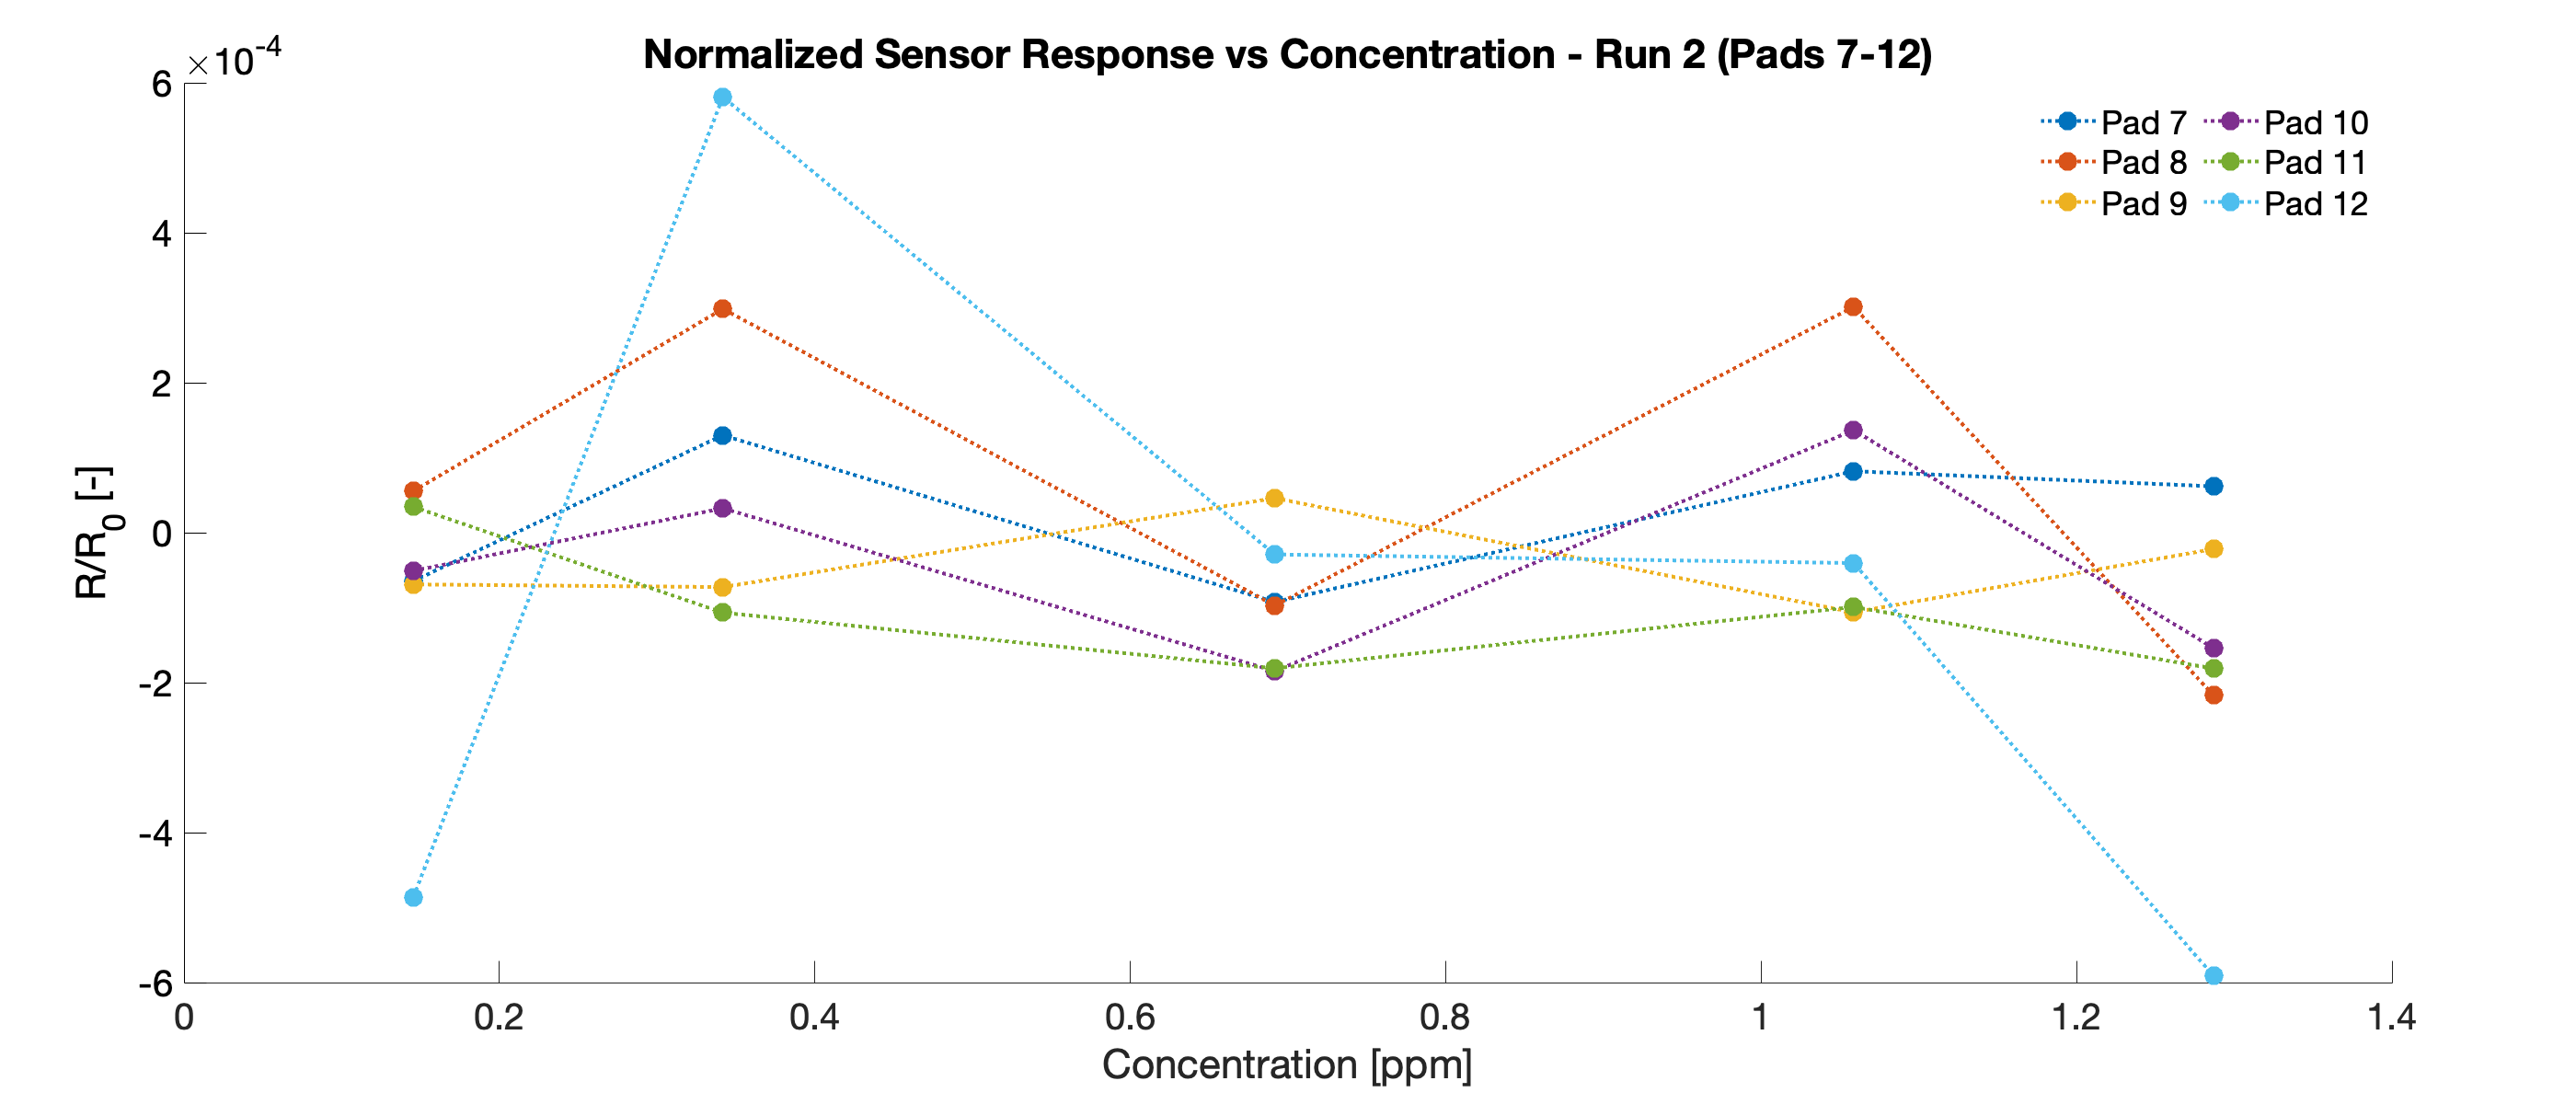 Normalized Sensor Response vs Concentration - Run 2 (Pads 7-12)
×10⁻⁴
6
4
2
0
-2
-4
-6
R/R₀ [-]
Pad 7 Pad 10
Pad 8 Pad 11
Pad 9 Pad 12
0 0.2 0.4 0.6 0.8 1 1.2 1.4
Concentration [ppm]